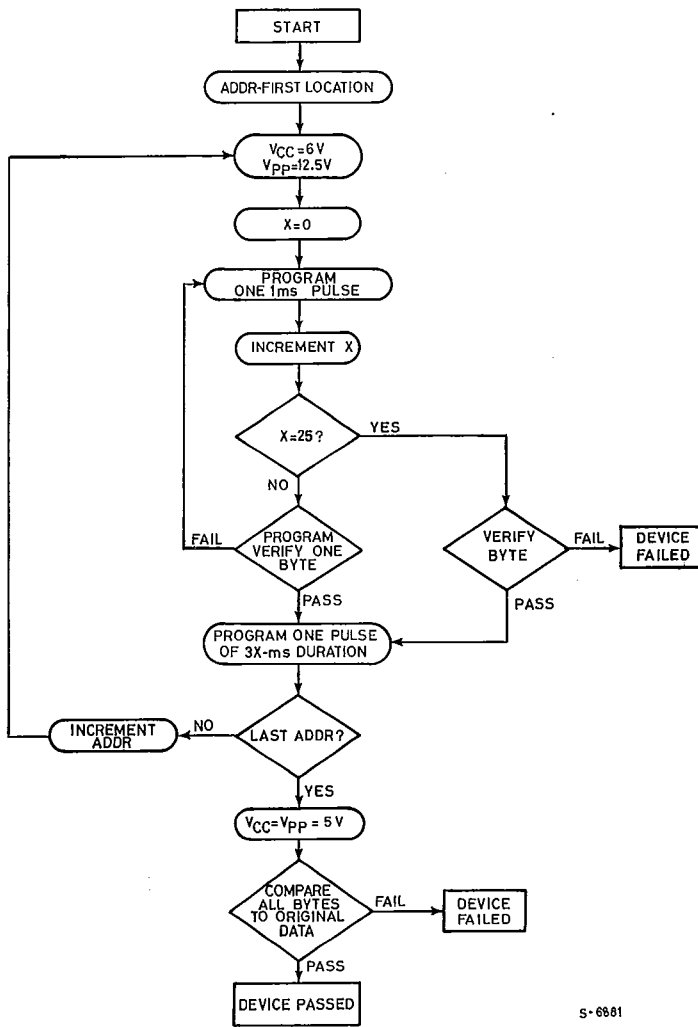 START
ADDR-FIRST LOCATION
VCC=6V
VPP=12.5V
X=0
PROGRAM
ONE 1ms PULSE
INCREMENT X
X=25?
YES
NO
FAIL
PROGRAM
VERIFY ONE
BYTE
VERIFY
BYTE
FAIL
DEVICE
FAILED
PASS
PASS
PROGRAM ONE PULSE
OF 3X-ms DURATION
INCREMENT
ADDR
NO
LAST ADDR?
YES
VCC=VPP=5V
COMPARE
ALL BYTES
TO ORIGINAL
DATA
FAIL
DEVICE
FAILED
PASS
DEVICE PASSED
S-6881